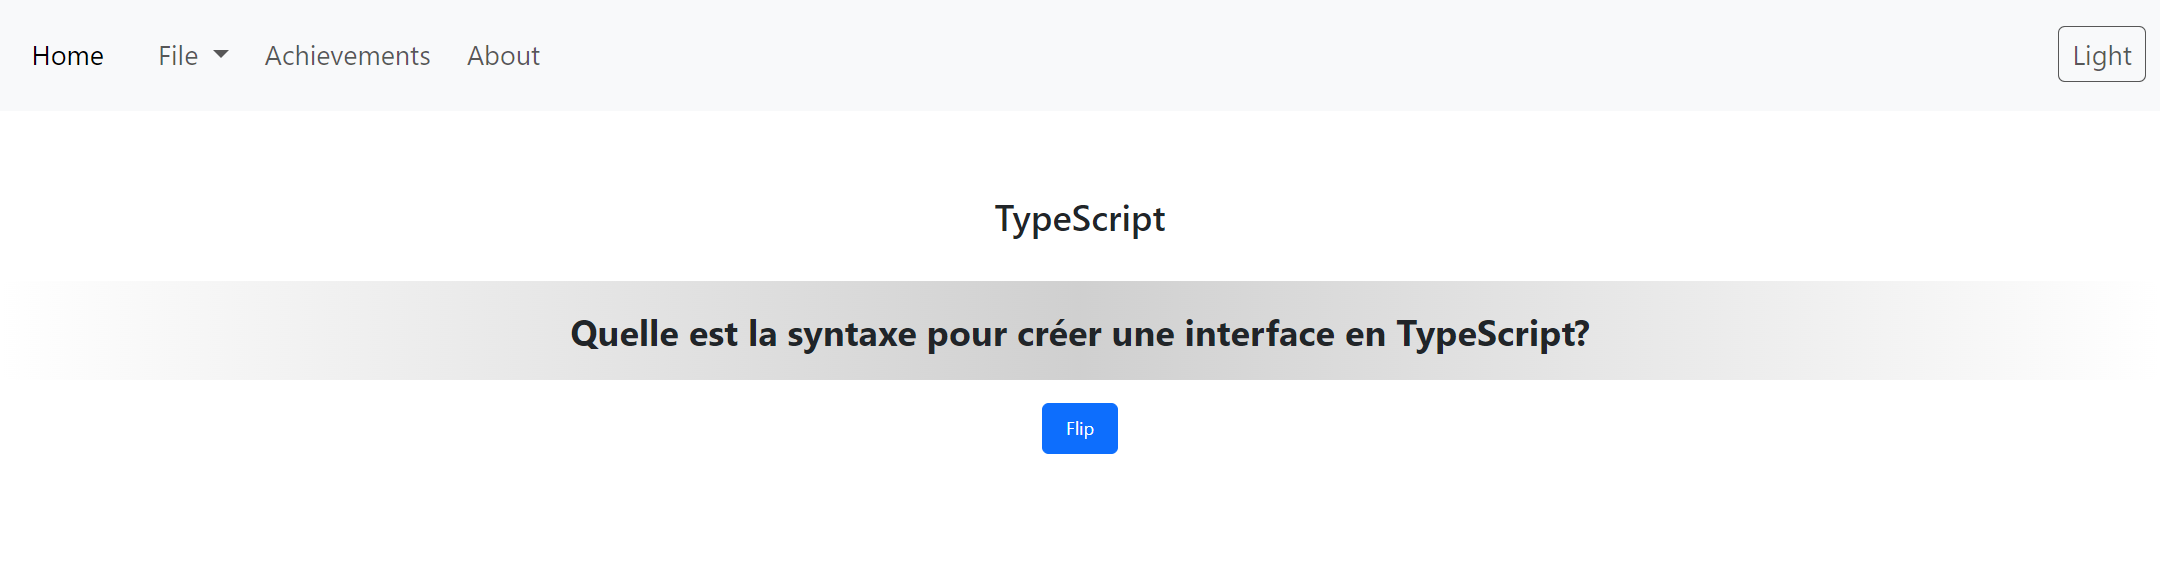 Home File Achievements About Light
TypeScript
Quelle est la syntaxe pour créer une interface en TypeScript?
Flip